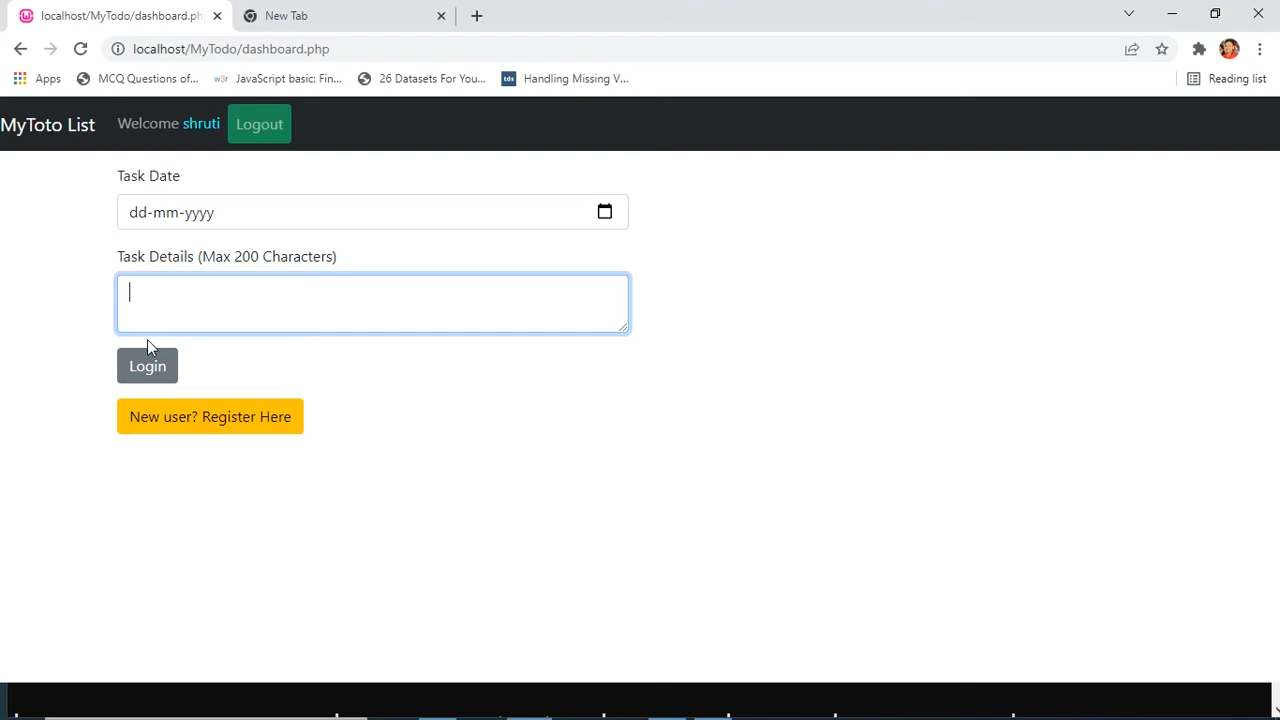 localhost/MyTodo/dashboard.ph
New Tab
localhost/MyTodo/dashboard.php
Apps
MCQ Questions of...
w3r JavaScript basic: Fin...
26 Datasets For You...
tds Handling Missing V...
Reading list
MyToto List
Welcome shruti
Logout
Task Date
dd-mm-yyyy
Task Details (Max 200 Characters)
Login
New user? Register Here